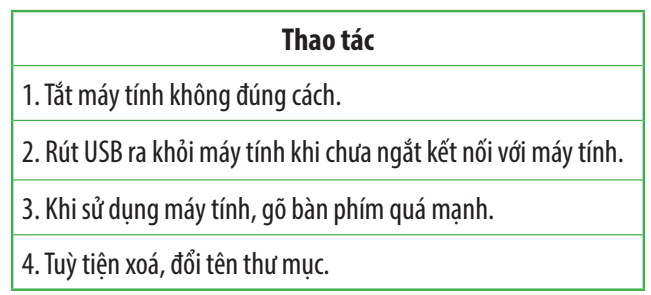 Thao tác
1. Tắt máy tính không đúng cách.
2. Rút USB ra khỏi máy tính khi chưa ngắt kết nối với máy tính.
3. Khi sử dụng máy tính, gõ bàn phím quá mạnh.
4. Tuỳ tiện xoá, đổi tên thư mục.